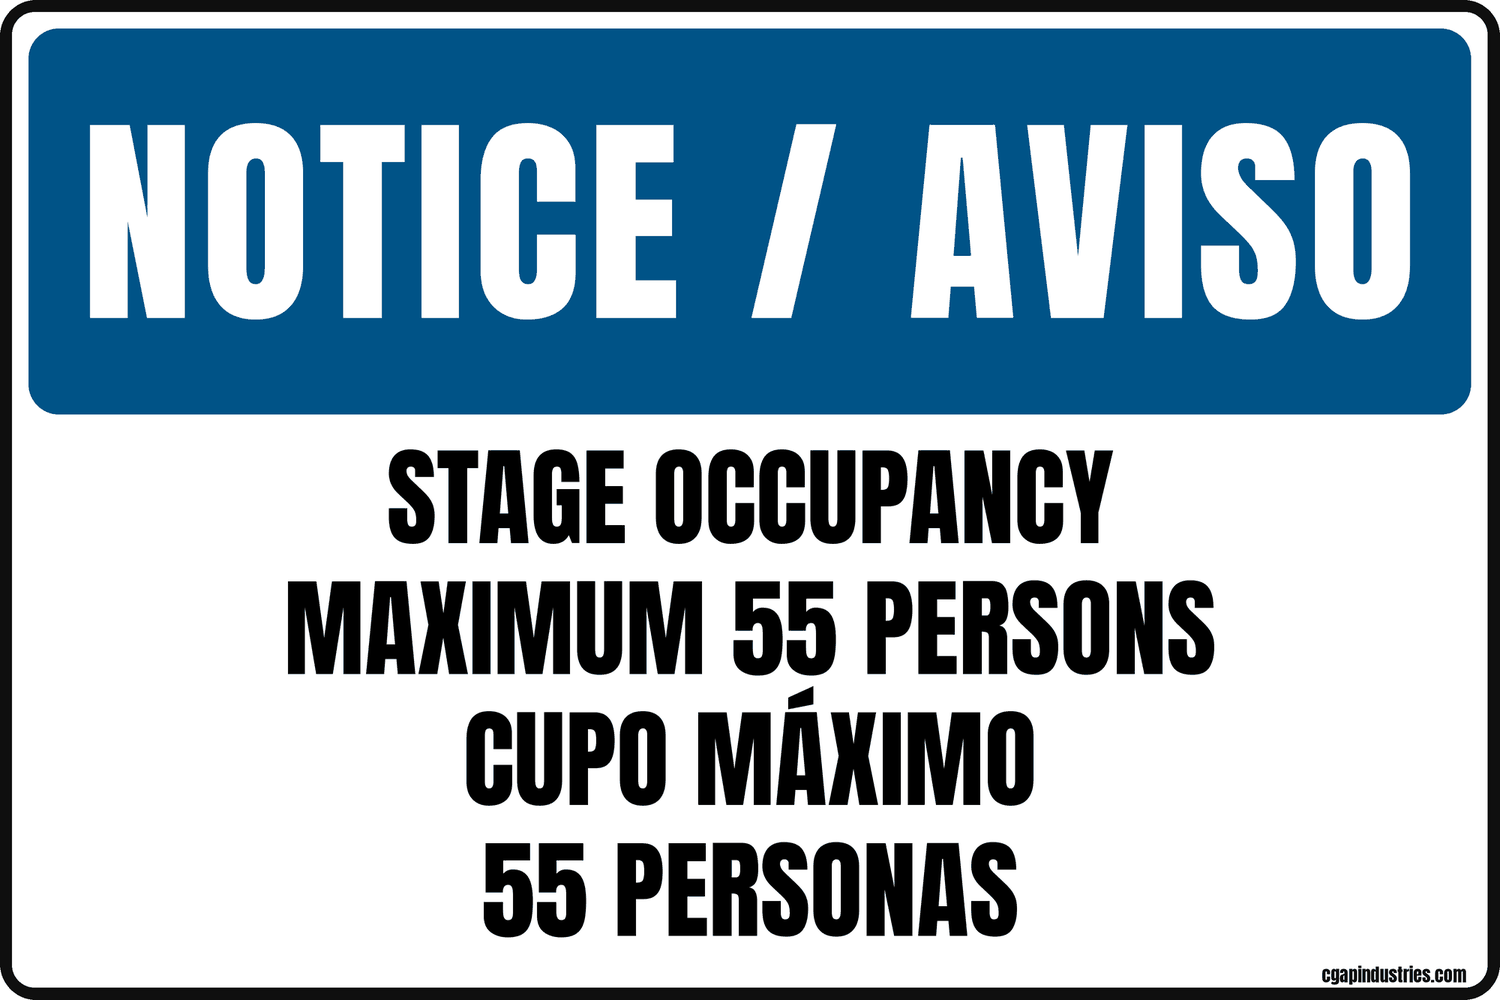 NOTICE / AVISO
STAGE OCCUPANCY
MAXIMUM 55 PERSONS
CUPO MÁXIMO
55 PERSONAS
cgapindustries.com